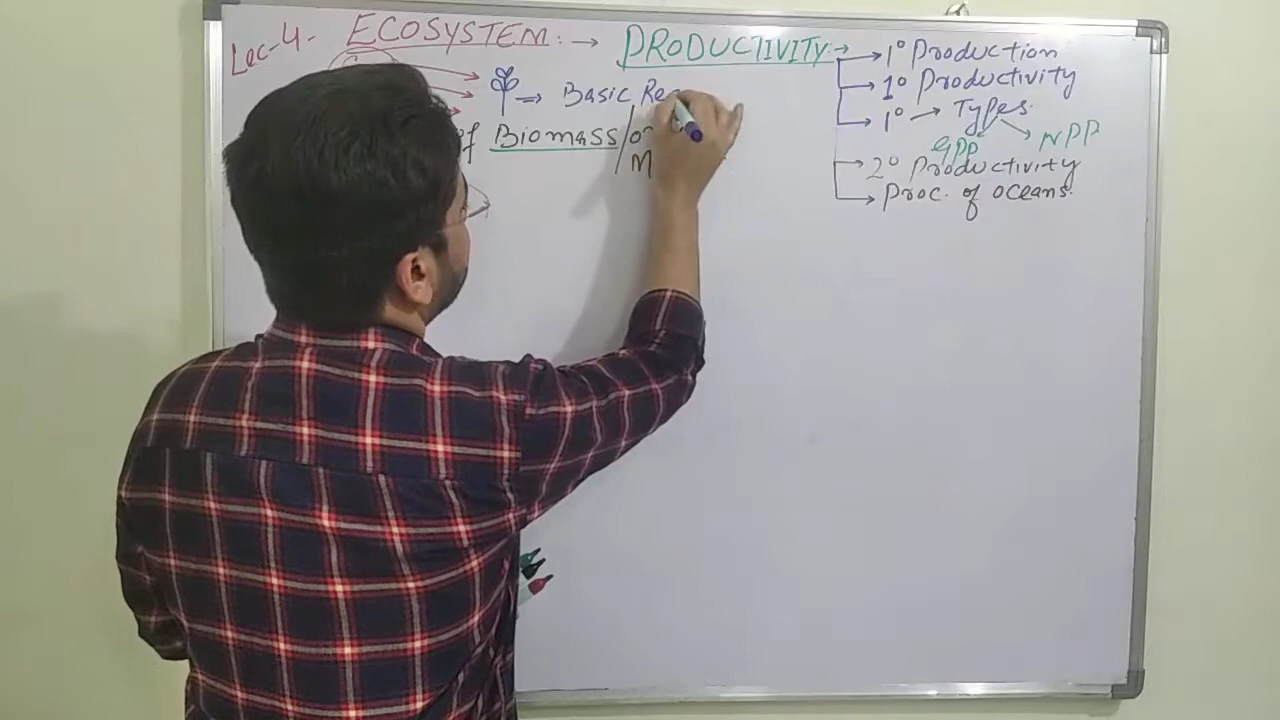 Lec-4- ECOSYSTEM:→ PRODUCTIVITY:→
→ 1° Production
→ 1° Productivity
→ 1° → Types
GPP NPP
→ 2° Productivity
→ Proc. of oceans.
⇒ Basic Re
of Biomass/or
M